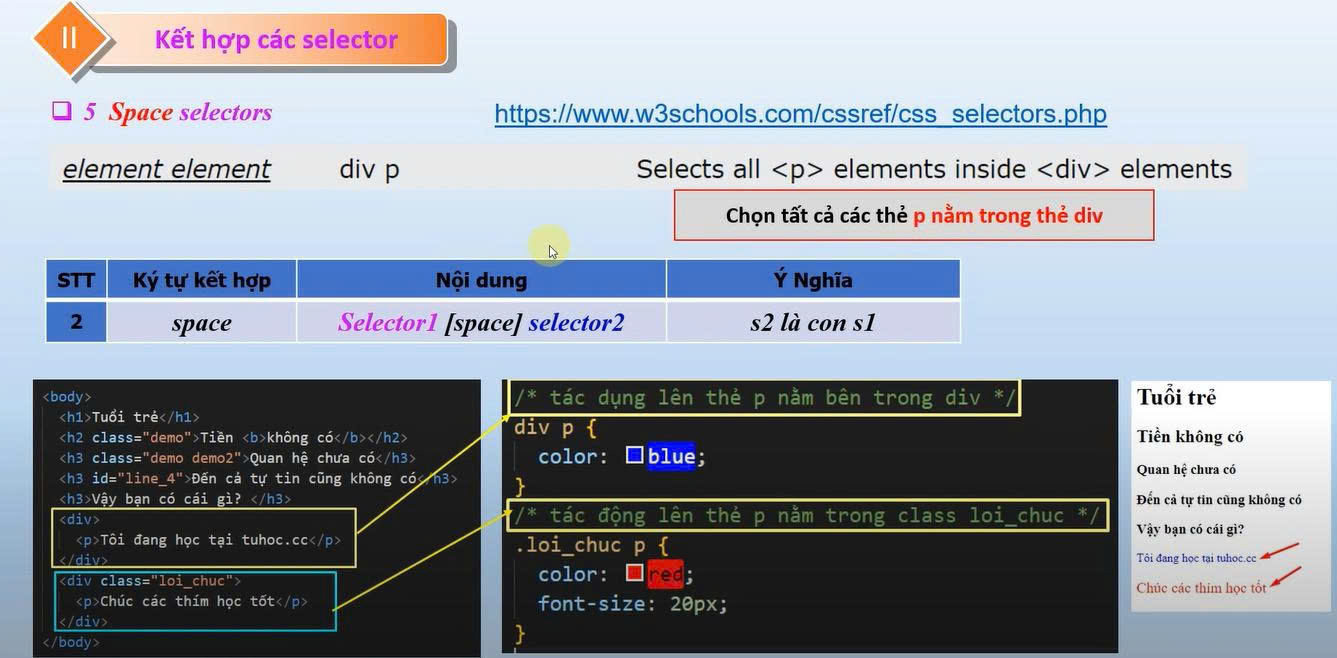 II
Kết hợp các selector
5 Space selectors
https://www.w3schools.com/cssref/css_selectors.php
element element div p Selects all <p> elements inside <div> elements
Chọn tất cả các thẻ p nằm trong thẻ div
STT Ký tự kết hợp Nội dung Ý Nghĩa
2 space Selector1 [space] selector2 s2 là con s1
<body>
<h1>Tuổi trẻ</h1>
<h2 class="demo">Tiền <b>không có</b></h2>
<h3 class="demo demo2">Quan hệ chưa có</h3>
<h3 id="line_4">Đến cả tự tin cũng không có</h3>
<h3>Vậy bạn có cái gì? </h3>
<div>
<p>Tôi đang học tại tuhoc.cc</p>
</div>
<div class="loi_chuc">
<p>Chúc các thím học tốt</p>
</div>
</body>
/* tác dụng lên thẻ p nằm bên trong div */
div p {
color: blue;
}
/* tác động lên thẻ p nằm trong class loi_chuc */
.loi_chuc p {
color: red;
font-size: 20px;
}
Tuổi trẻ
Tiền không có
Quan hệ chưa có
Đến cả tự tin cũng không có
Vậy bạn có cái gì?
Tôi đang học tại tuhoc.cc
Chúc các thím học tốt